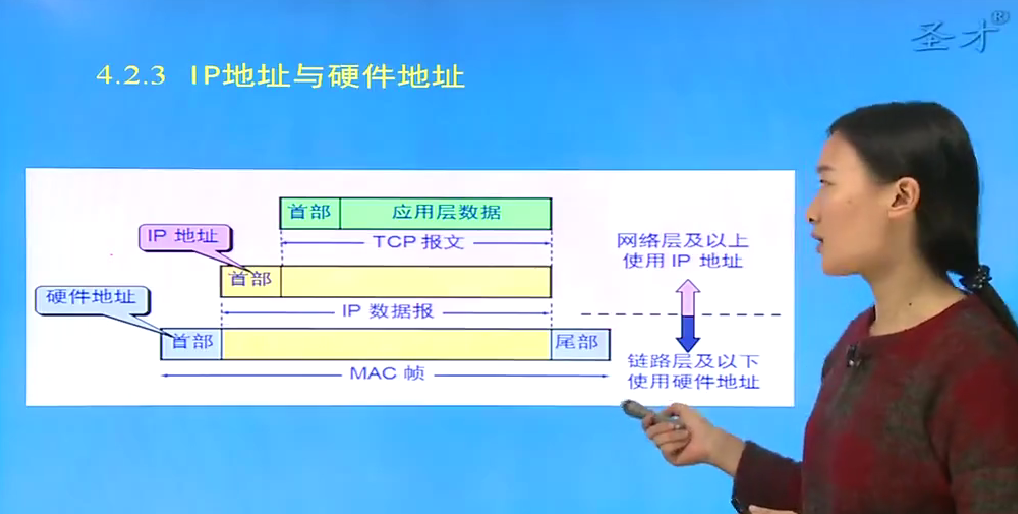 圣才®
4.2.3 IP地址与硬件地址
首部 应用层数据
TCP 报文
IP 地址
首部
IP 数据报
硬件地址
首部 尾部
MAC 帧
网络层及以上
使用 IP 地址
链路层及以下
使用硬件地址